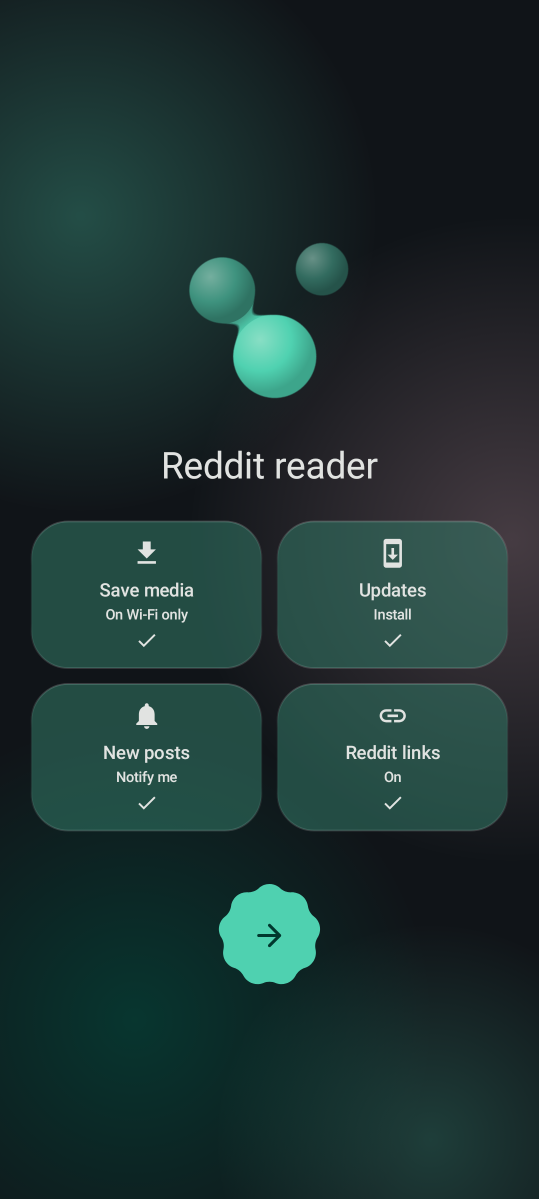 Reddit reader
Save media
On Wi-Fi only
Updates
Install
New posts
Notify me
Reddit links
On